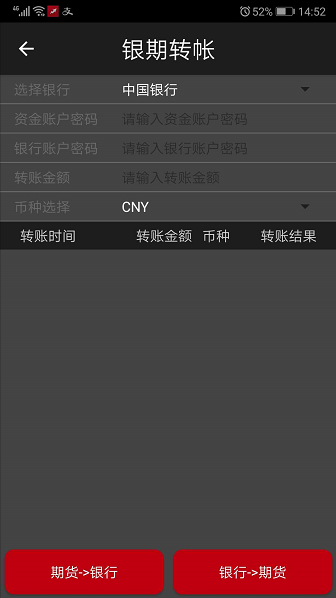 46 52% 14:52
银期转帐
选择银行 中国银行
资金账户密码 请输入资金账户密码
银行账户密码 请输入银行账户密码
转账金额 请输入转账金额
币种选择 CNY
转账时间 转账金额 币种 转账结果
期货->银行 银行->期货